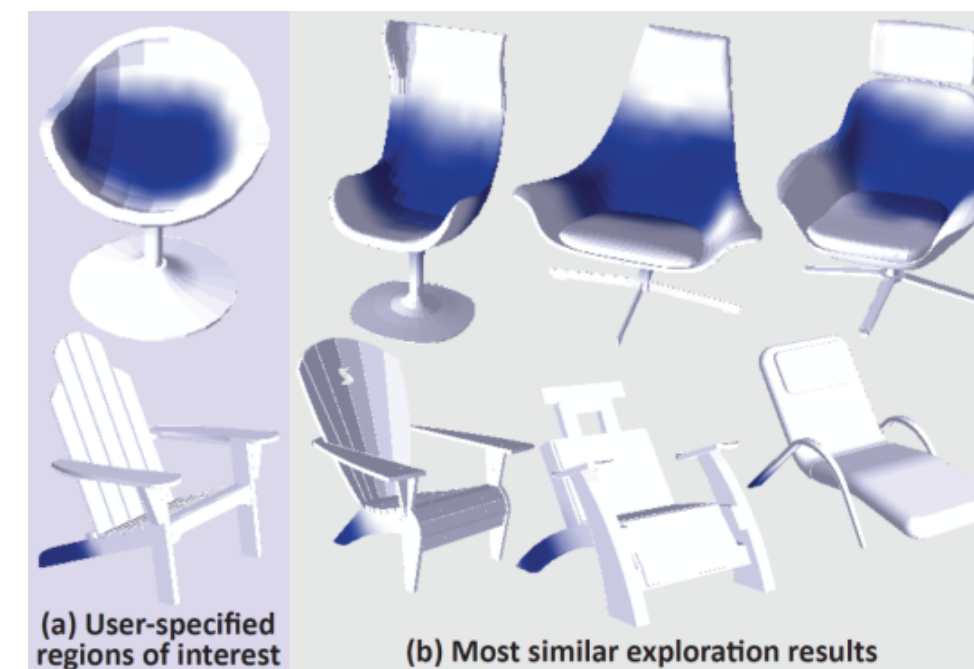 (a) User-specified
regions of interest
(b) Most similar exploration results